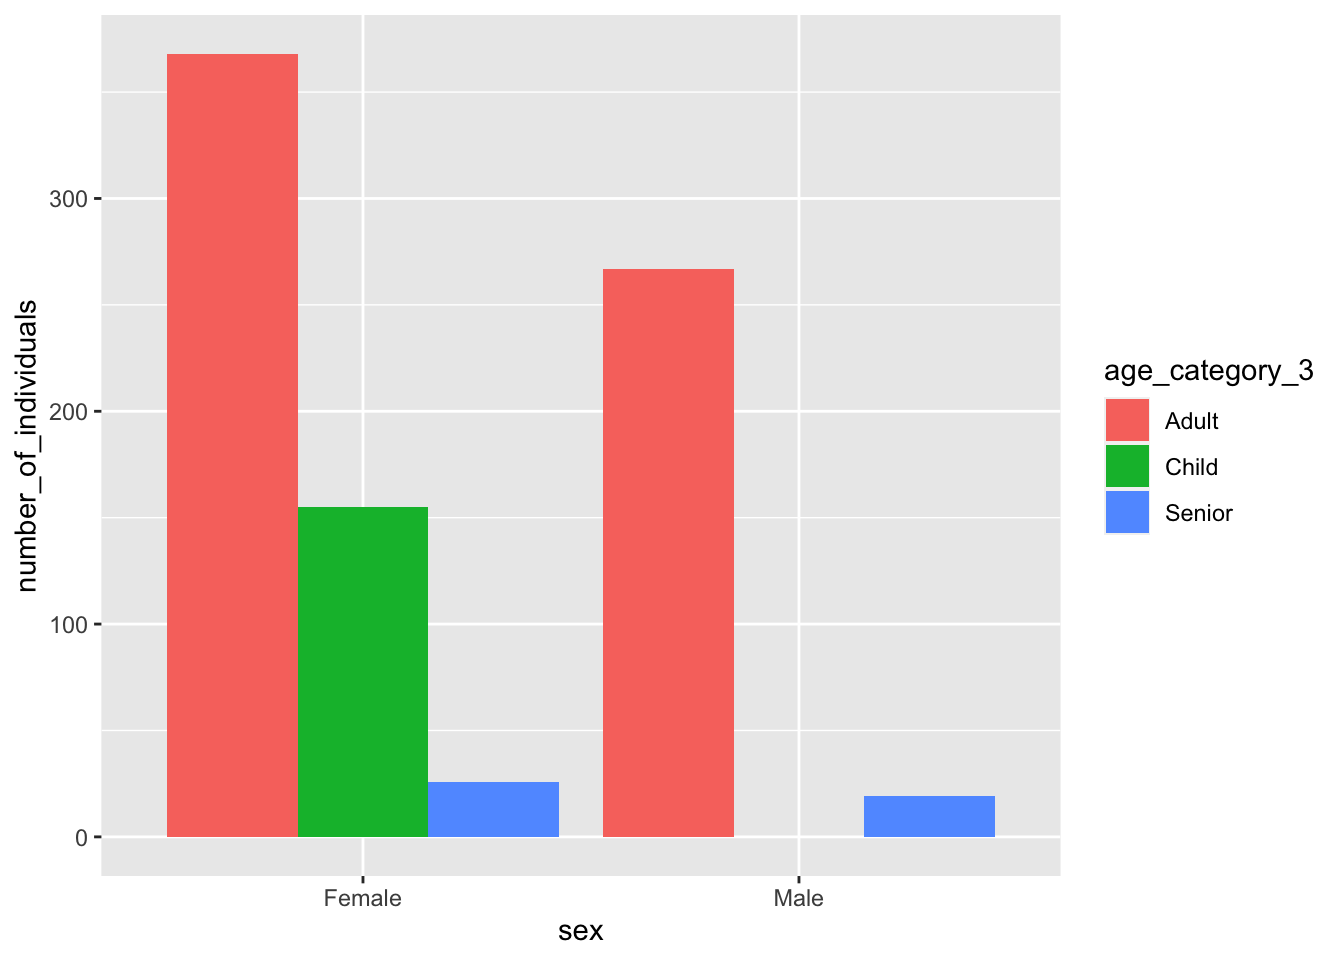 number_of_individuals
300
200
100
0
Female
Male
sex
age_category_3
Adult
Child
Senior